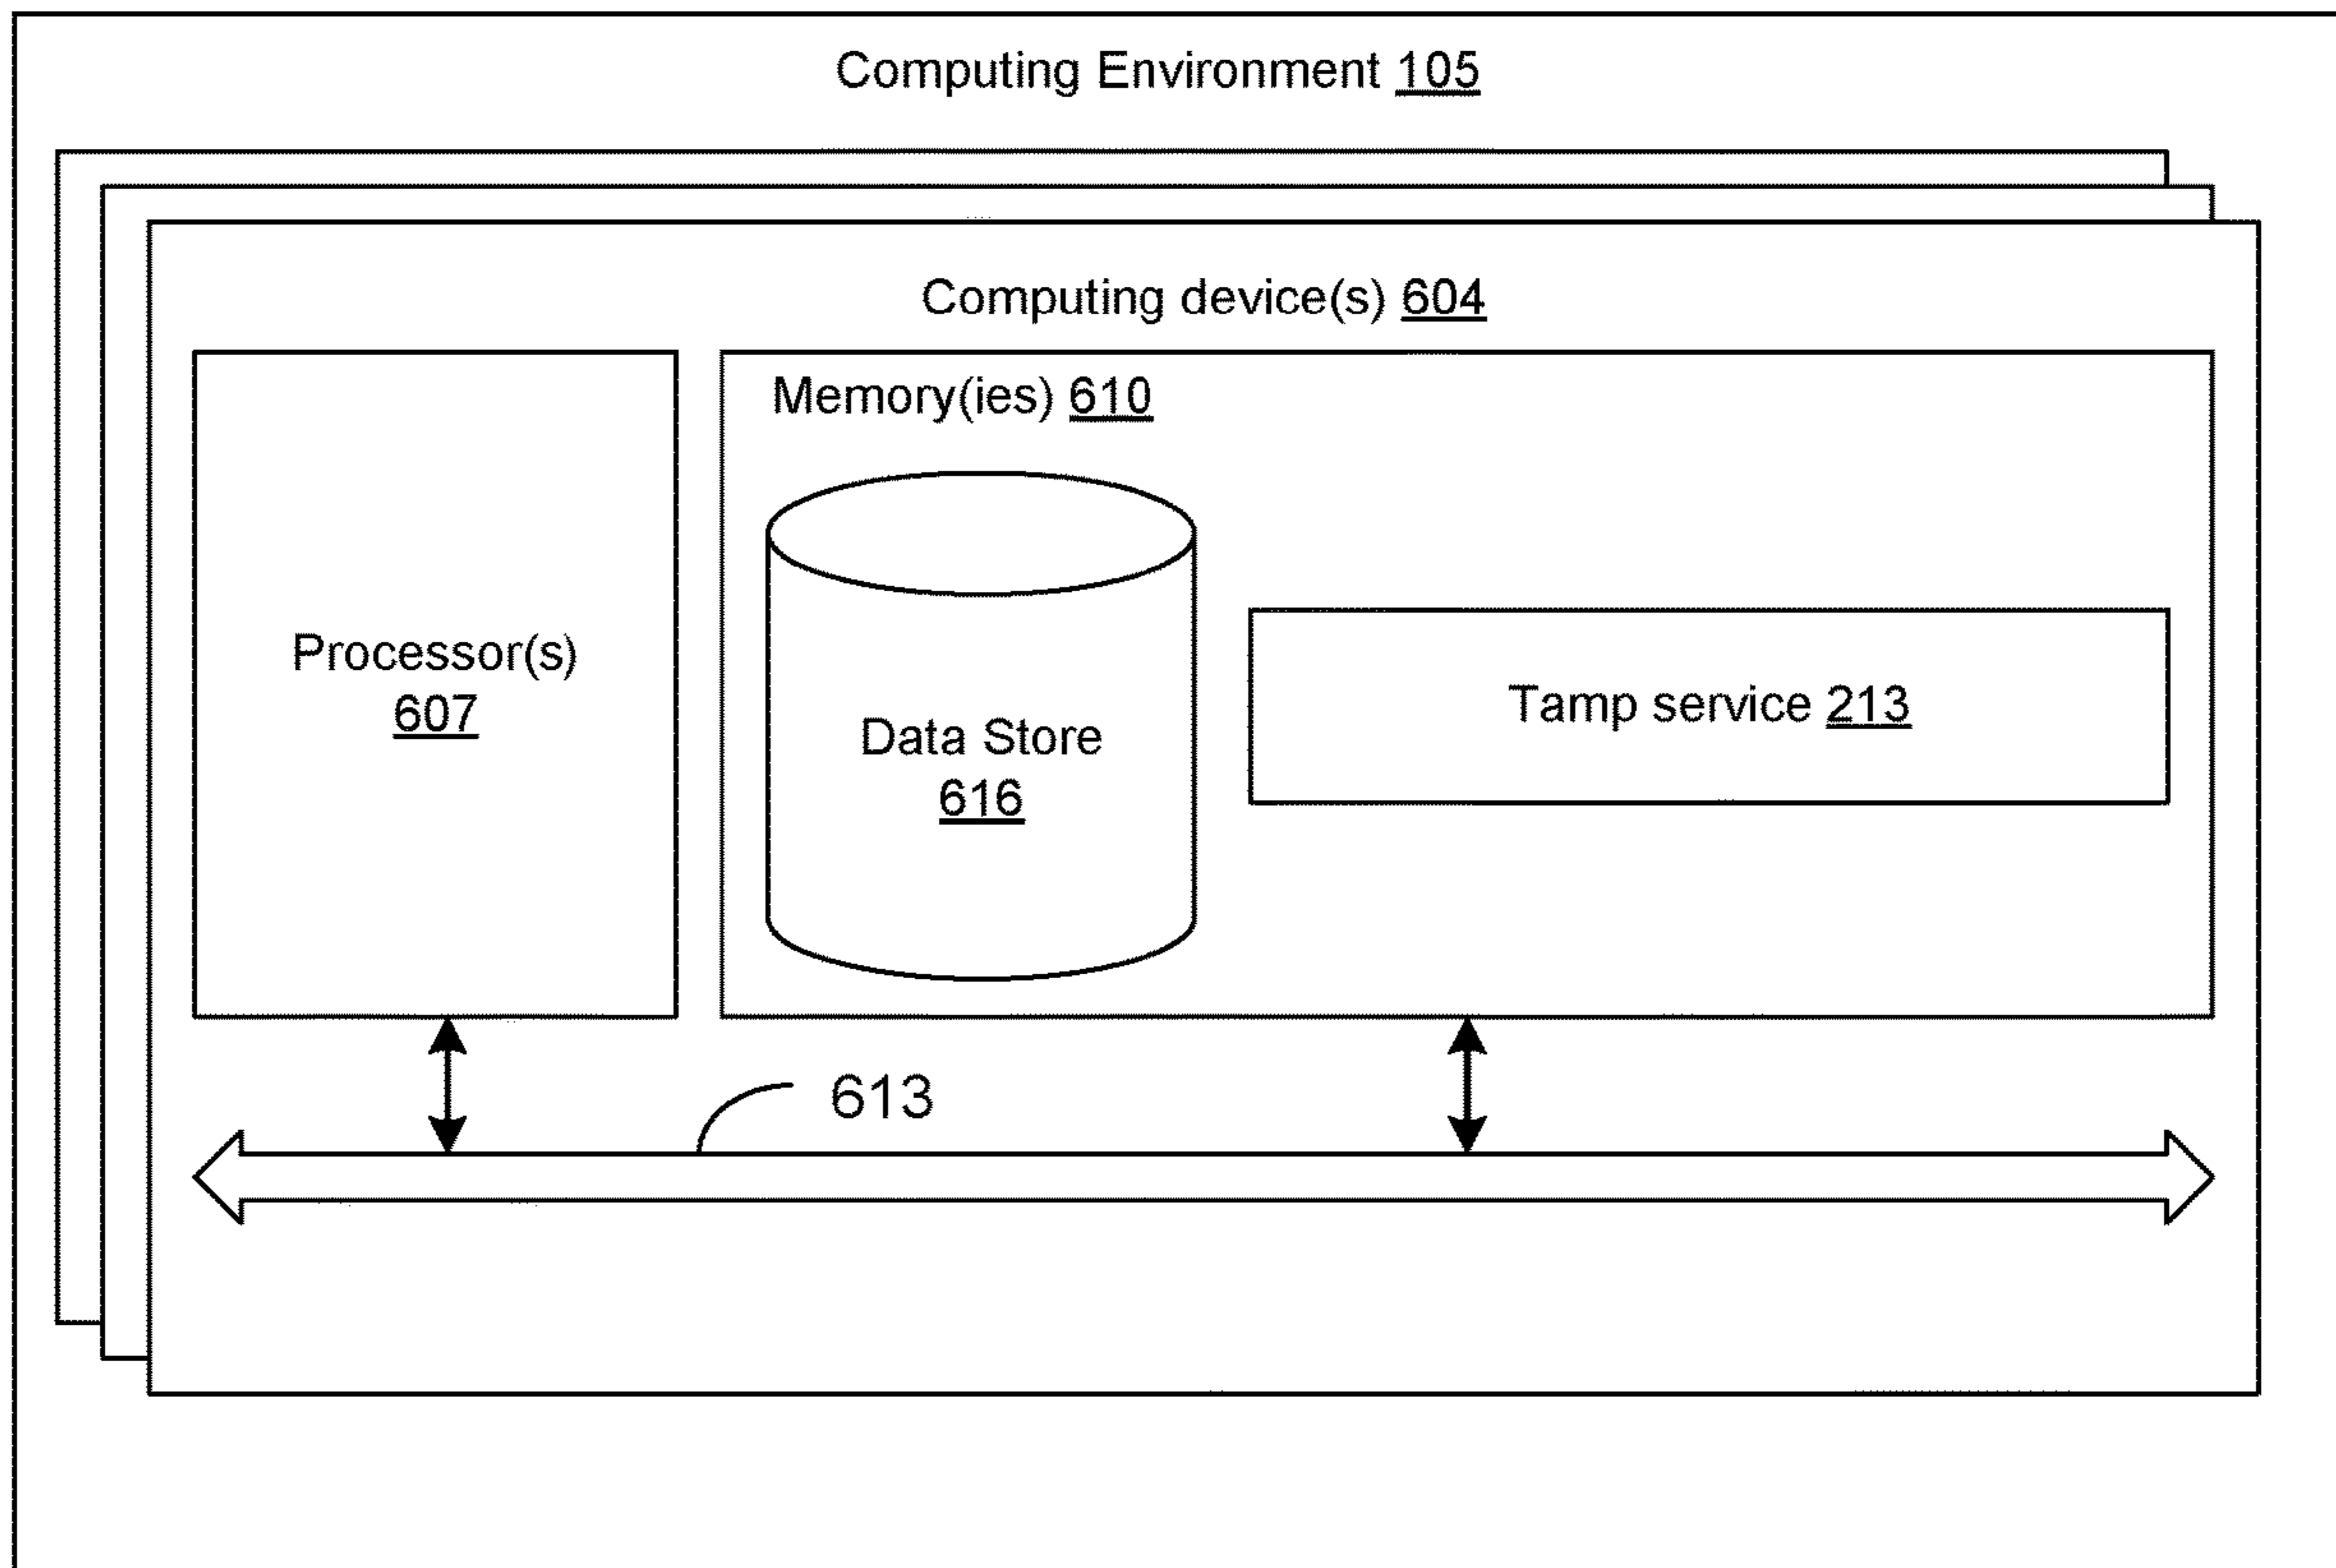 Computing Environment 105
Computing device(s) 604
Memory(ies) 610
Processor(s)
607
Data Store
616
Tamp service 213
613